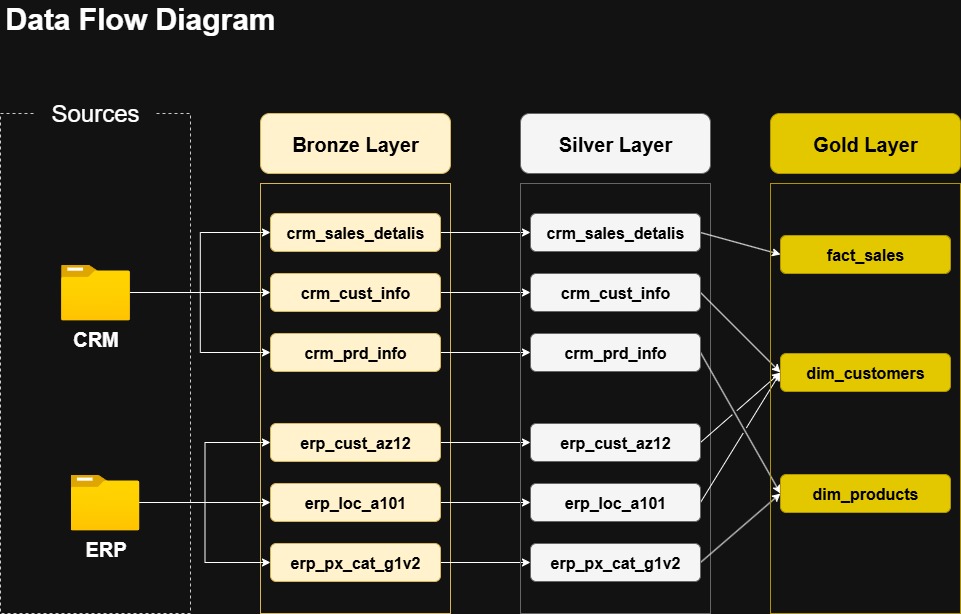 Data Flow Diagram
Sources
Bronze Layer
Silver Layer
Gold Layer
crm_sales_detalis
crm_sales_detalis
fact_sales
crm_cust_info
crm_cust_info
CRM
crm_prd_info
crm_prd_info
dim_customers
erp_cust_az12
erp_cust_az12
erp_loc_a101
erp_loc_a101
dim_products
ERP
erp_px_cat_g1v2
erp_px_cat_g1v2